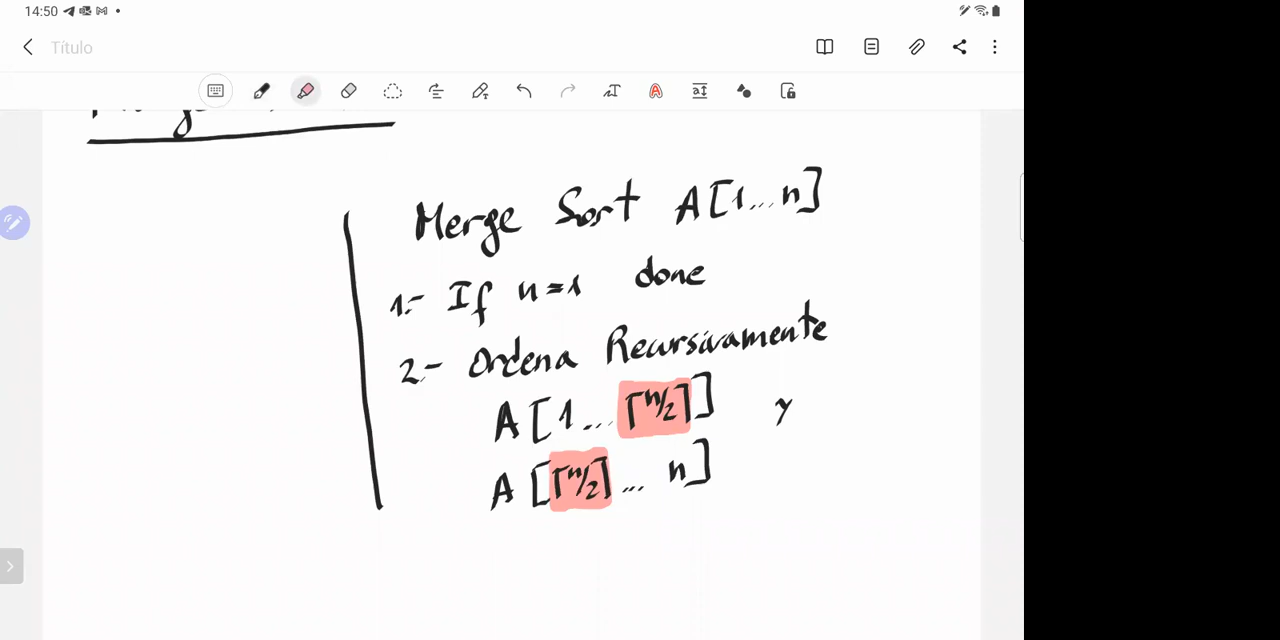 14:50
Título
Merge Sort A[1...n]
1.- If n=1 done
2.- Ordena Recursivamente
A[1...⌈n/2⌉] y
A[⌈n/2⌉...n]